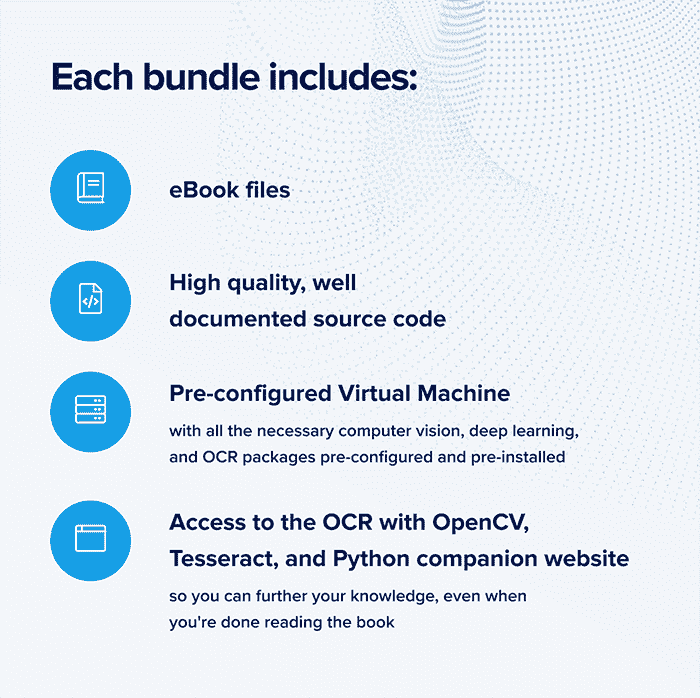 Each bundle includes:
eBook files
High quality, well
documented source code
Pre-configured Virtual Machine
with all the necessary computer vision, deep learning,
and OCR packages pre-configured and pre-installed
Access to the OCR with OpenCV,
Tesseract, and Python companion website
so you can further your knowledge, even when
you're done reading the book